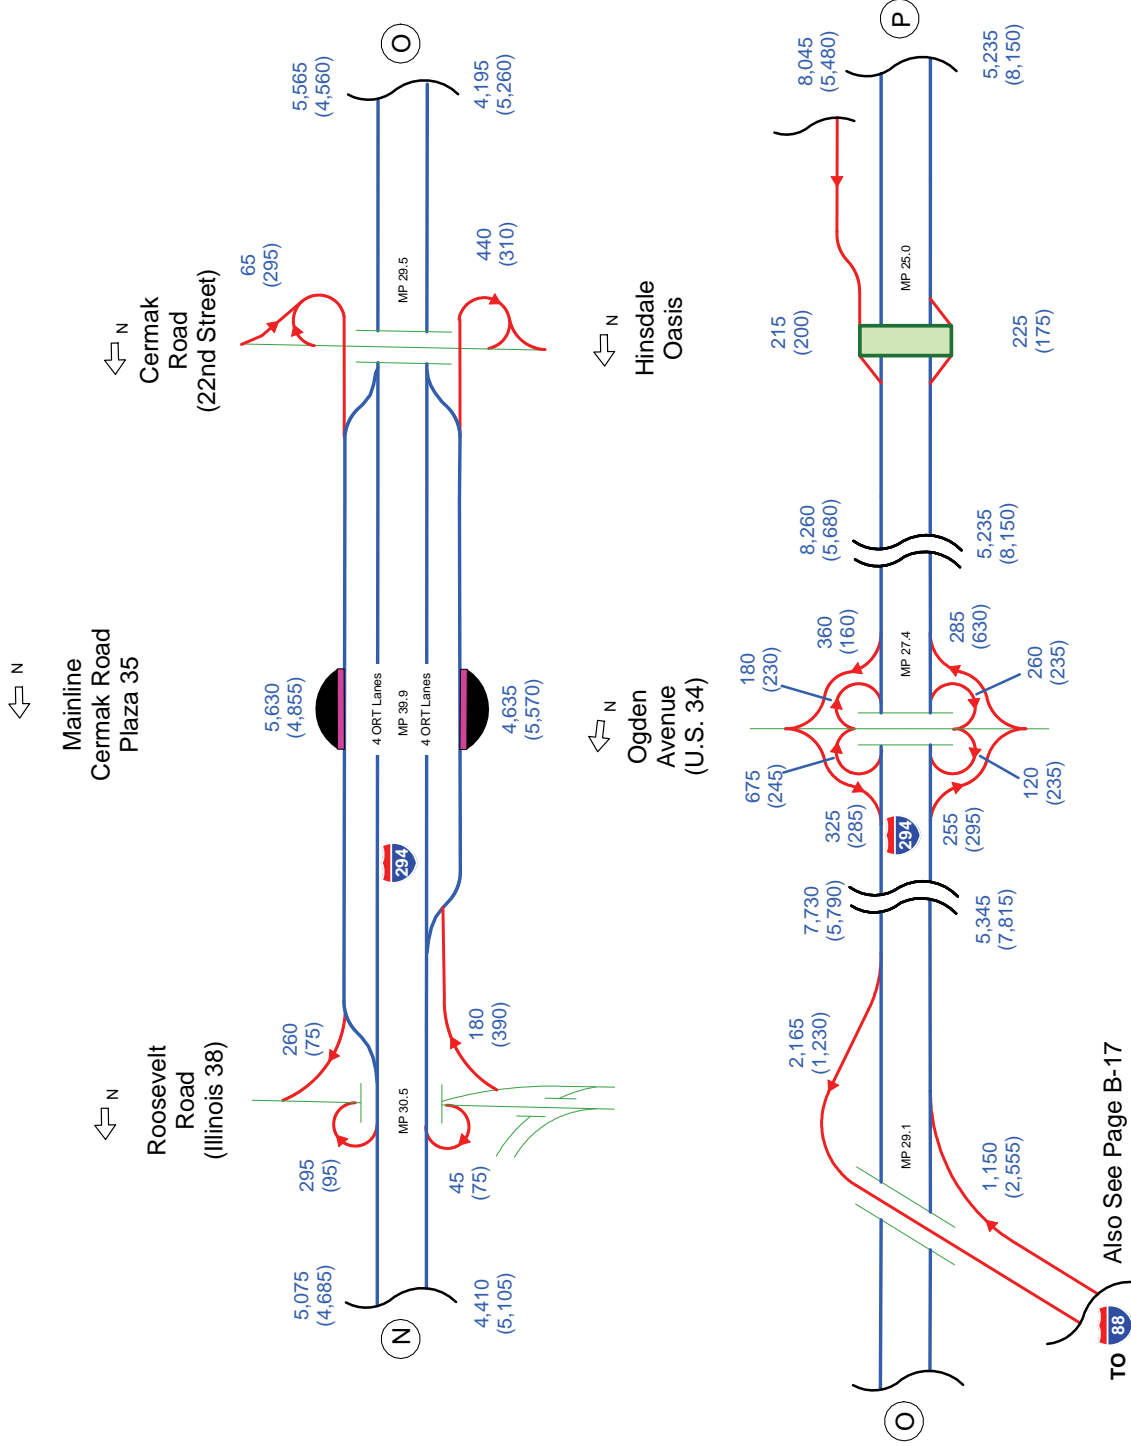 N
Mainline
Cermak Road
Plaza 35
N
Roosevelt
Road
(Illinois 38)
N
Cermak
Road
(22nd Street)
5,075
(4,685)
295
(95)
260
(75)
5,630
(4,855)
65
(295)
5,565
(4,560)
N
MP 30.5
294
4 ORT Lanes
MP 39.9
4 ORT Lanes
MP 29.5
O
4,410
(5,105)
45
(75)
180
(390)
4,635
(5,570)
440
(310)
4,195
(5,260)
N
Ogden
Avenue
(U.S. 34)
N
Hinsdale
Oasis
2,165
(1,230)
7,730
(5,790)
325
(285)
675
(245)
180
(230)
360
(160)
8,260
(5,680)
215
(200)
8,045
(5,480)
O
MP 29.1
294
MP 27.4
MP 25.0
P
1,150
(2,555)
5,345
(7,815)
255
(295)
120
(235)
260
(235)
285
(630)
5,235
(8,150)
225
(175)
5,235
(8,150)
TO 88
Also See Page B-17